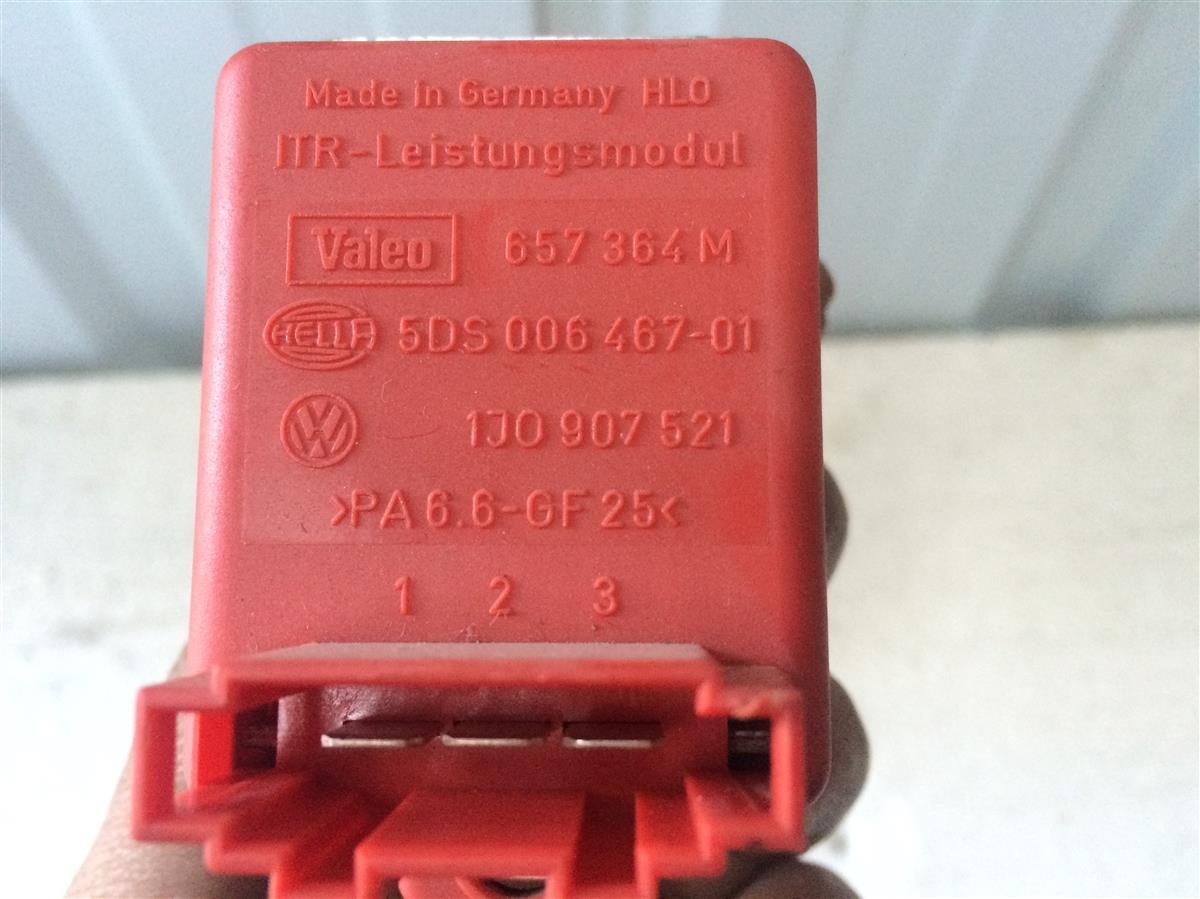 Made in Germany HLO
ITR-Leistungsmodul
Valeo 657 364 M
HELLA 5DS 006 467-01
VW 1J0 907 521
>PA 6.6-GF 25<
1 2 3